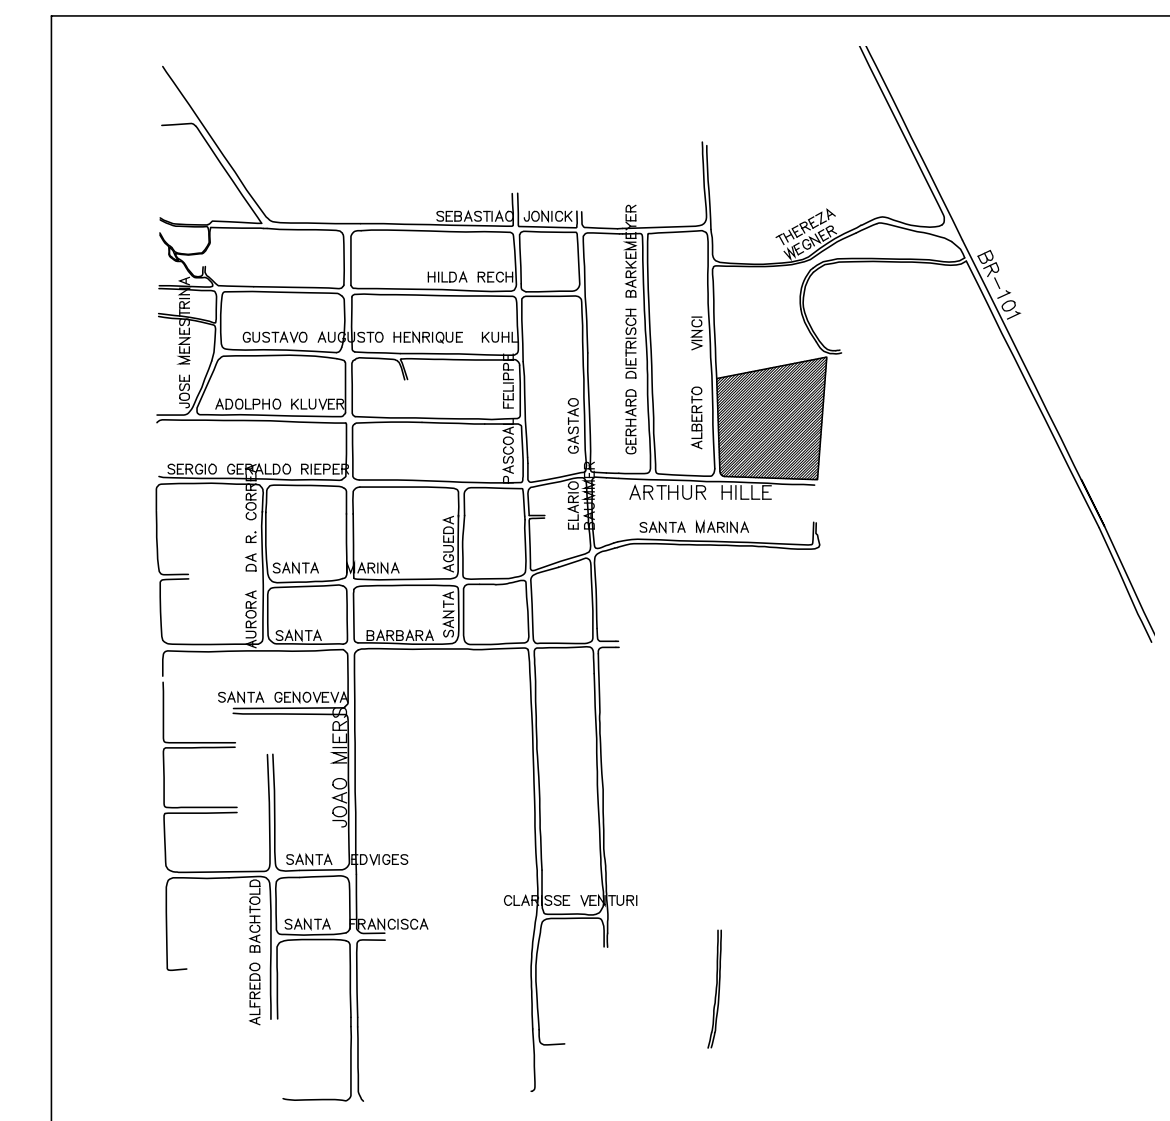 SEBASTIAO JONICK
THEREZA
WEGNER
BR-101
HILDA RECH
GUSTAVO AUGUSTO HENRIQUE KUHL
JOSE MENESTRINA
ADOLPHO KLUVER
PASCOAL FELIPPE
GASTAO
GERHARD DIETRISCH BARKEMEYER
ALBERTO VINCI
SERGIO GERALDO RIEPER
ELARIO
BAUMMER
ARTHUR HILLE
SANTA MARINA
AURORA DA R. CORREA
SANTA AGUEDA
SANTA MARINA
SANTA BARBARA
SANTA GENOVEVA
JOAO MIERS
SANTA EDVIGES
ALFREDO BACHTOLD
SANTA FRANCISCA
CLARISSE VENTURI